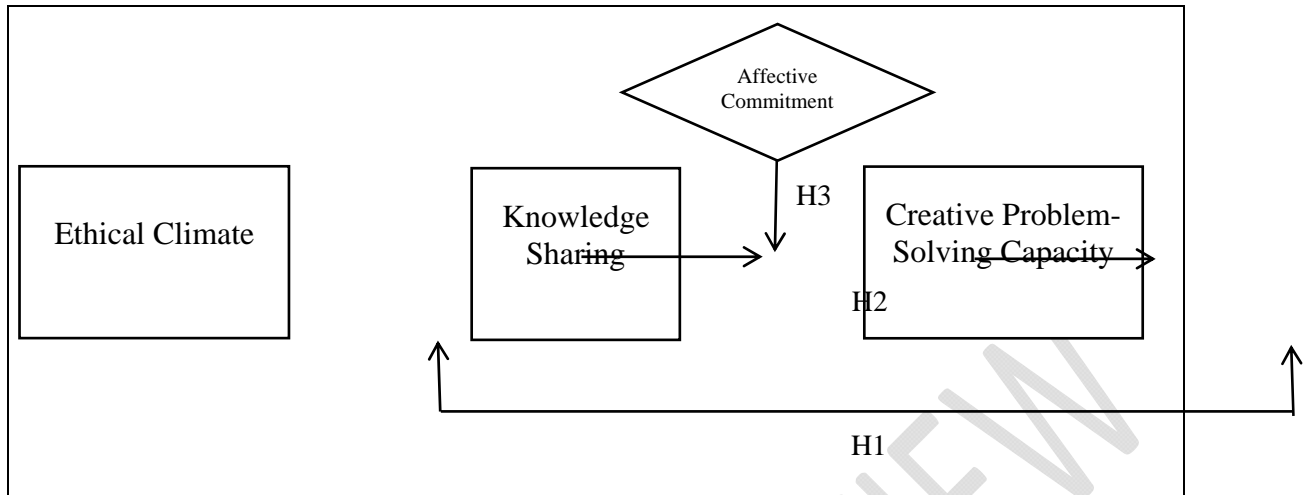 Affective
Commitment
H3
Ethical Climate
Knowledge
Sharing
Creative Problem-
Solving Capacity
H2
H1